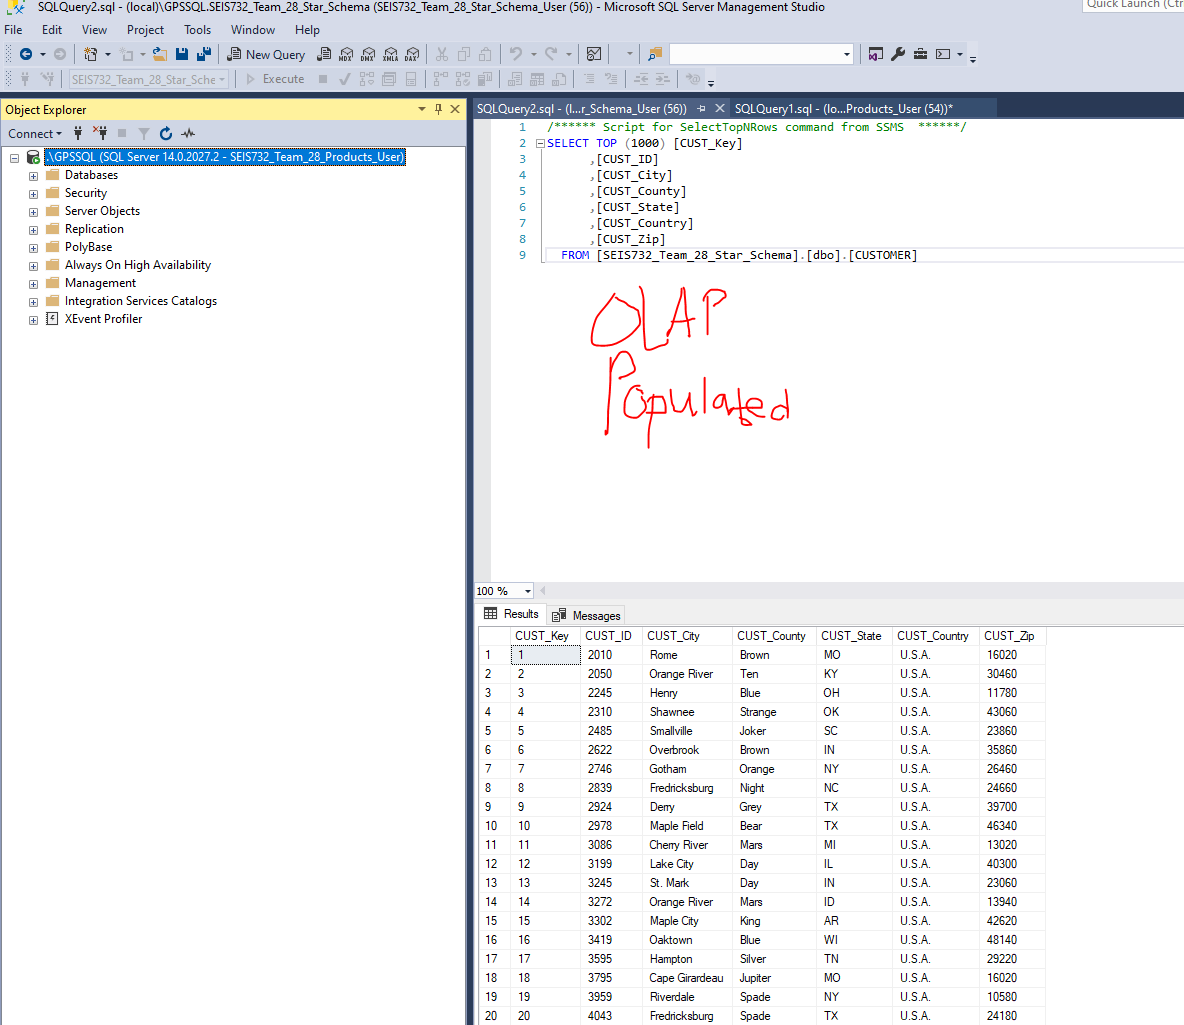 SQLQuery2.sql - (local)\GPSSQL.SEIS732_Team_28_Star_Schema (SEIS732_Team_28_Star_Schema_User (56)) - Microsoft SQL Server Management Studio
Quick Launch (Ctr
File Edit View Project Tools Window Help
New Query MDX DMX XMLA DAX
SEIS732_Team_28_Star_Sche Execute
Object Explorer
Connect
.\GPSSQL (SQL Server 14.0.2027.2 - SEIS732_Team_28_Products_User)
Databases
Security
Server Objects
Replication
PolyBase
Always On High Availability
Management
Integration Services Catalogs
XEvent Profiler
SQLQuery2.sql - (l...r_Schema_User (56)) SQLQuery1.sql - (lo...Products_User (54))*
1 /****** Script for SelectTopNRows command from SSMS ******/
2 SELECT TOP (1000) [CUST_Key]
3 ,[CUST_ID]
4 ,[CUST_City]
5 ,[CUST_County]
6 ,[CUST_State]
7 ,[CUST_Country]
8 ,[CUST_Zip]
9 FROM [SEIS732_Team_28_Star_Schema].[dbo].[CUSTOMER]
OLAP
Populated
100 %
Results Messages
CUST_Key CUST_ID CUST_City CUST_County CUST_State CUST_Country CUST_Zip
1 1 2010 Rome Brown MO U.S.A. 16020
2 2 2050 Orange River Ten KY U.S.A. 30460
3 3 2245 Henry Blue OH U.S.A. 11780
4 4 2310 Shawnee Strange OK U.S.A. 43060
5 5 2485 Smallville Joker SC U.S.A. 23860
6 6 2622 Overbrook Brown IN U.S.A. 35860
7 7 2746 Gotham Orange NY U.S.A. 26460
8 8 2839 Fredricksburg Night NC U.S.A. 24660
9 9 2924 Derry Grey TX U.S.A. 39700
10 10 2978 Maple Field Bear TX U.S.A. 46340
11 11 3086 Cherry River Mars MI U.S.A. 13020
12 12 3199 Lake City Day IL U.S.A. 40300
13 13 3245 St. Mark Day IN U.S.A. 23060
14 14 3272 Orange River Mars ID U.S.A. 13940
15 15 3302 Maple City King AR U.S.A. 42620
16 16 3419 Oaktown Blue WI U.S.A. 48140
17 17 3595 Hampton Silver TN U.S.A. 29220
18 18 3795 Cape Girardeau Jupiter MO U.S.A. 16020
19 19 3959 Riverdale Spade NY U.S.A. 10580
20 20 4043 Fredricksburg Spade TX U.S.A. 24180